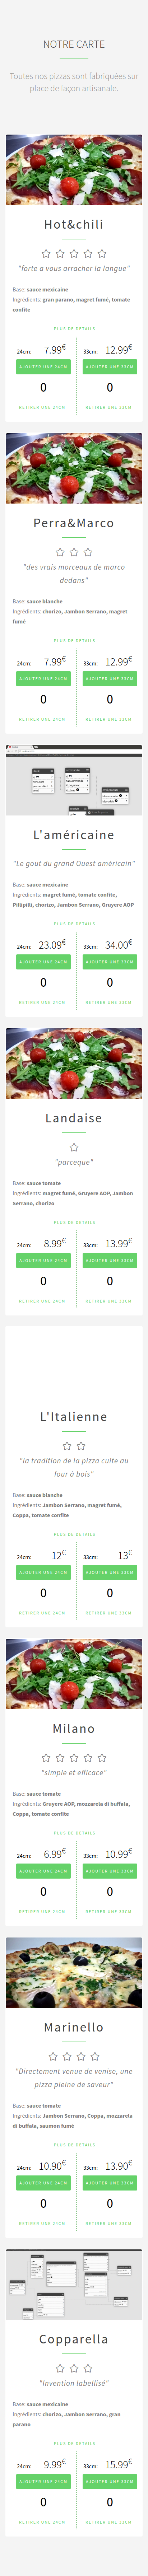 NOTRE CARTE
Toutes nos pizzas sont fabriquées sur
place de façon artisanale.
Hot&chili
"forte à vous arracher la langue"
Base: sauce mexicaine
Ingrédients: gran parano, magret fumé, tomate
confite
PLUS DE DETAILS
24cm: 7.99€ 33cm: 12.99€
AJOUTER UNE 24CM AJOUTER UNE 33CM
0 0
RETIRER UNE 24CM RETIRER UNE 33CM
Perra&Marco
"des vrais morceaux de marco
dedans"
Base: sauce blanche
Ingrédients: chorizo, Jambon Serrano, magret
fumé
PLUS DE DETAILS
24cm: 7.99€ 33cm: 12.99€
AJOUTER UNE 24CM AJOUTER UNE 33CM
0 0
RETIRER UNE 24CM RETIRER UNE 33CM
L'américaine
"Le gout du grand Ouest américain"
Base: sauce mexicaine
Ingrédients: magret fumé, tomate confite,
Pillipilli, chorizo, Jambon Serrano, Gruyere AOP
PLUS DE DETAILS
24cm: 23.09€ 33cm: 34.00€
AJOUTER UNE 24CM AJOUTER UNE 33CM
0 0
RETIRER UNE 24CM RETIRER UNE 33CM
Landaise
"parceque"
Base: sauce tomate
Ingrédients: magret fumé, Gruyere AOP, Jambon
Serrano, chorizo
PLUS DE DETAILS
24cm: 8.99€ 33cm: 13.99€
AJOUTER UNE 24CM AJOUTER UNE 33CM
0 0
RETIRER UNE 24CM RETIRER UNE 33CM
L'Italienne
"la tradition de la pizza cuite au
four à bois"
Base: sauce blanche
Ingrédients: Jambon Serrano, magret fumé,
Coppa, tomate confite
PLUS DE DETAILS
24cm: 12€ 33cm: 13€
AJOUTER UNE 24CM AJOUTER UNE 33CM
0 0
RETIRER UNE 24CM RETIRER UNE 33CM
Milano
"simple et efficace"
Base: sauce tomate
Ingrédients: Gruyere AOP, mozzarela di buffala,
Coppa, tomate confite
PLUS DE DETAILS
24cm: 6.99€ 33cm: 10.99€
AJOUTER UNE 24CM AJOUTER UNE 33CM
0 0
RETIRER UNE 24CM RETIRER UNE 33CM
Marinello
"Directement venue de venise, une
pizza pleine de saveur"
Base: sauce tomate
Ingrédients: Jambon Serrano, Coppa, mozzarela
di buffala, saumon fumé
PLUS DE DETAILS
24cm: 10.90€ 33cm: 13.90€
AJOUTER UNE 24CM AJOUTER UNE 33CM
0 0
RETIRER UNE 24CM RETIRER UNE 33CM
Copparella
"Invention labellisé"
Base: sauce mexicaine
Ingrédients: chorizo, Jambon Serrano, gran
parano
PLUS DE DETAILS
24cm: 9.99€ 33cm: 15.99€
AJOUTER UNE 24CM AJOUTER UNE 33CM
0 0
RETIRER UNE 24CM RETIRER UNE 33CM